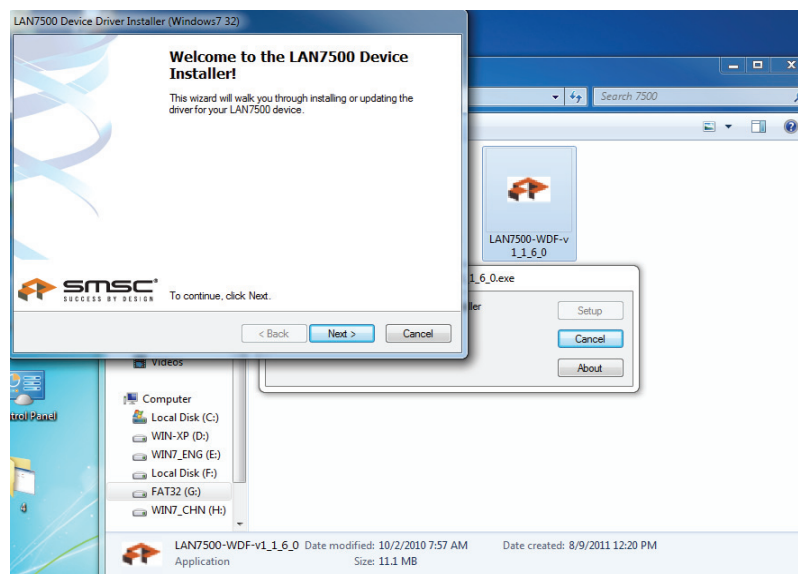 LAN7500 Device Driver Installer (Windows7 32)
Welcome to the LAN7500 Device
Installer!
This wizard will walk you through installing or updating the
driver for your LAN7500 device.
smsc
SUCCESS BY DESIGN
To continue, click Next.
< Back
Next >
Cancel
Search 7500
LAN7500-WDF-v
1_1_6_0
1_6_0.exe
Setup
Cancel
About
Videos
Computer
Local Disk (C:)
WIN-XP (D:)
WIN7_ENG (E:)
Local Disk (F:)
FAT32 (G:)
WIN7_CHN (H:)
trol Panel
LAN7500-WDF-v1_1_6_0 Date modified: 10/2/2010 7:57 AM Date created: 8/9/2011 12:20 PM
Application Size: 11.1 MB